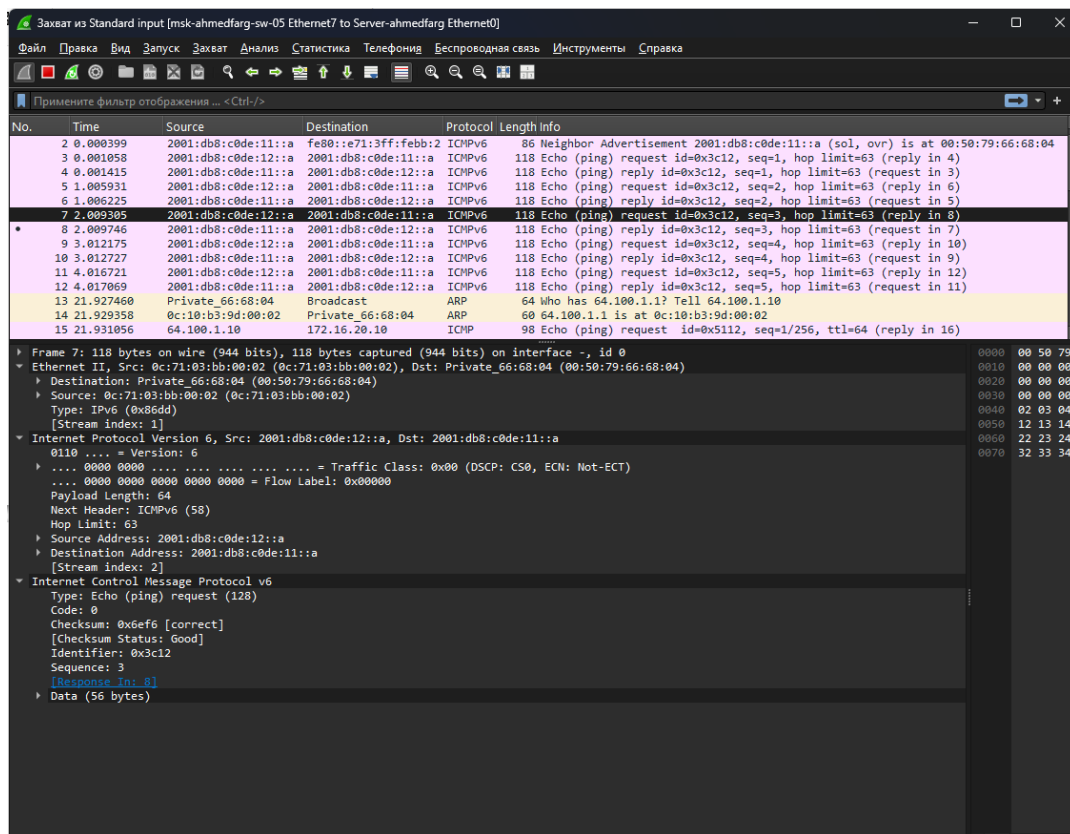 Захват из Standard input [msk-ahmedfarg-sw-05 Ethernet7 to Server-ahmedfarg Ethernet0]
Файл Правка Вид Запуск Захват Анализ Статистика Телефония Беспроводная связь Инструменты Справка
Примените фильтр отображения ... <Ctrl-/>
No. Time Source Destination Protocol Length Info
2 0.000399 2001:db8:c0de:11::a fe80::e71:3ff:febb:2 ICMPv6 86 Neighbor Advertisement 2001:db8:c0de:11::a (sol, ovr) is at 00:50:79:66:68:04
3 0.001058 2001:db8:c0de:12::a 2001:db8:c0de:11::a ICMPv6 118 Echo (ping) request id=0x3c12, seq=1, hop limit=63 (reply in 4)
4 0.001415 2001:db8:c0de:11::a 2001:db8:c0de:12::a ICMPv6 118 Echo (ping) reply id=0x3c12, seq=1, hop limit=63 (request in 3)
5 1.005931 2001:db8:c0de:12::a 2001:db8:c0de:11::a ICMPv6 118 Echo (ping) request id=0x3c12, seq=2, hop limit=63 (reply in 6)
6 1.006225 2001:db8:c0de:11::a 2001:db8:c0de:12::a ICMPv6 118 Echo (ping) reply id=0x3c12, seq=2, hop limit=63 (request in 5)
7 2.009305 2001:db8:c0de:12::a 2001:db8:c0de:11::a ICMPv6 118 Echo (ping) request id=0x3c12, seq=3, hop limit=63 (reply in 8)
8 2.009746 2001:db8:c0de:11::a 2001:db8:c0de:12::a ICMPv6 118 Echo (ping) reply id=0x3c12, seq=3, hop limit=63 (request in 7)
9 3.012175 2001:db8:c0de:12::a 2001:db8:c0de:11::a ICMPv6 118 Echo (ping) request id=0x3c12, seq=4, hop limit=63 (reply in 10)
10 3.012727 2001:db8:c0de:11::a 2001:db8:c0de:12::a ICMPv6 118 Echo (ping) reply id=0x3c12, seq=4, hop limit=63 (request in 9)
11 4.016721 2001:db8:c0de:12::a 2001:db8:c0de:11::a ICMPv6 118 Echo (ping) request id=0x3c12, seq=5, hop limit=63 (reply in 12)
12 4.017069 2001:db8:c0de:11::a 2001:db8:c0de:12::a ICMPv6 118 Echo (ping) reply id=0x3c12, seq=5, hop limit=63 (request in 11)
13 21.927460 Private_66:68:04 Broadcast ARP 64 Who has 64.100.1.1? Tell 64.100.1.10
14 21.929358 0c:10:b3:9d:00:02 Private_66:68:04 ARP 60 64.100.1.1 is at 0c:10:b3:9d:00:02
15 21.931056 64.100.1.10 172.16.20.10 ICMP 98 Echo (ping) request id=0x5112, seq=1/256, ttl=64 (reply in 16)
Frame 7: 118 bytes on wire (944 bits), 118 bytes captured (944 bits) on interface -, id 0
Ethernet II, Src: 0c:71:03:bb:00:02 (0c:71:03:bb:00:02), Dst: Private_66:68:04 (00:50:79:66:68:04)
Destination: Private_66:68:04 (00:50:79:66:68:04)
Source: 0c:71:03:bb:00:02 (0c:71:03:bb:00:02)
Type: IPv6 (0x86dd)
[Stream index: 1]
Internet Protocol Version 6, Src: 2001:db8:c0de:12::a, Dst: 2001:db8:c0de:11::a
0110 .... = Version: 6
.... 0000 0000 .... .... .... .... .... = Traffic Class: 0x00 (DSCP: CS0, ECN: Not-ECT)
.... 0000 0000 0000 0000 0000 = Flow Label: 0x00000
Payload Length: 64
Next Header: ICMPv6 (58)
Hop Limit: 63
Source Address: 2001:db8:c0de:12::a
Destination Address: 2001:db8:c0de:11::a
[Stream index: 2]
Internet Control Message Protocol v6
Type: Echo (ping) request (128)
Code: 0
Checksum: 0x6ef6 [correct]
[Checksum Status: Good]
Identifier: 0x3c12
Sequence: 3
[Response In: 8]
Data (56 bytes)
0000 00 50 79
0010 00 00 00
0020 00 00 00
0030 00 00 00
0040 02 03 04
0050 12 13 14
0060 22 23 24
0070 32 33 34